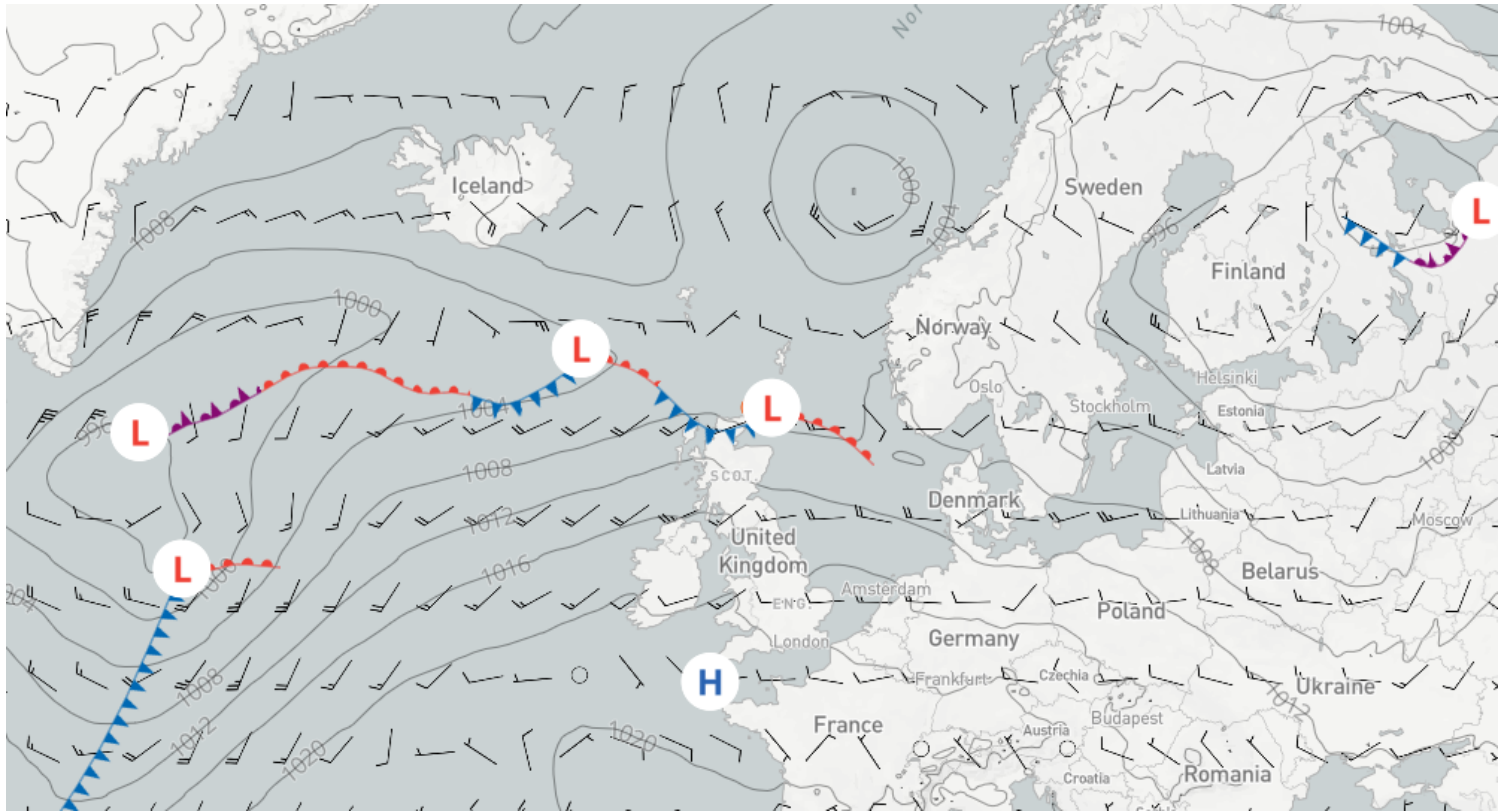 Nor
1004
Iceland
1000
1004
1008
Sweden
996
L
Finland
1000
L
Norway
Helsinki
Oslo
Stockholm
Estonia
996
L
1004
L
1000
1008
SCOT.
Latvia
Denmark
1012
United
Kingdom
Lithuania
Moscow
1008
L
1016
Belarus
Amsterdam
ENG.
Poland
London
Germany
1008
H
Frankfurt
Czechia
Ukraine
1012
1012
1020
1020
France
Austria
Budapest
Croatia
Romania